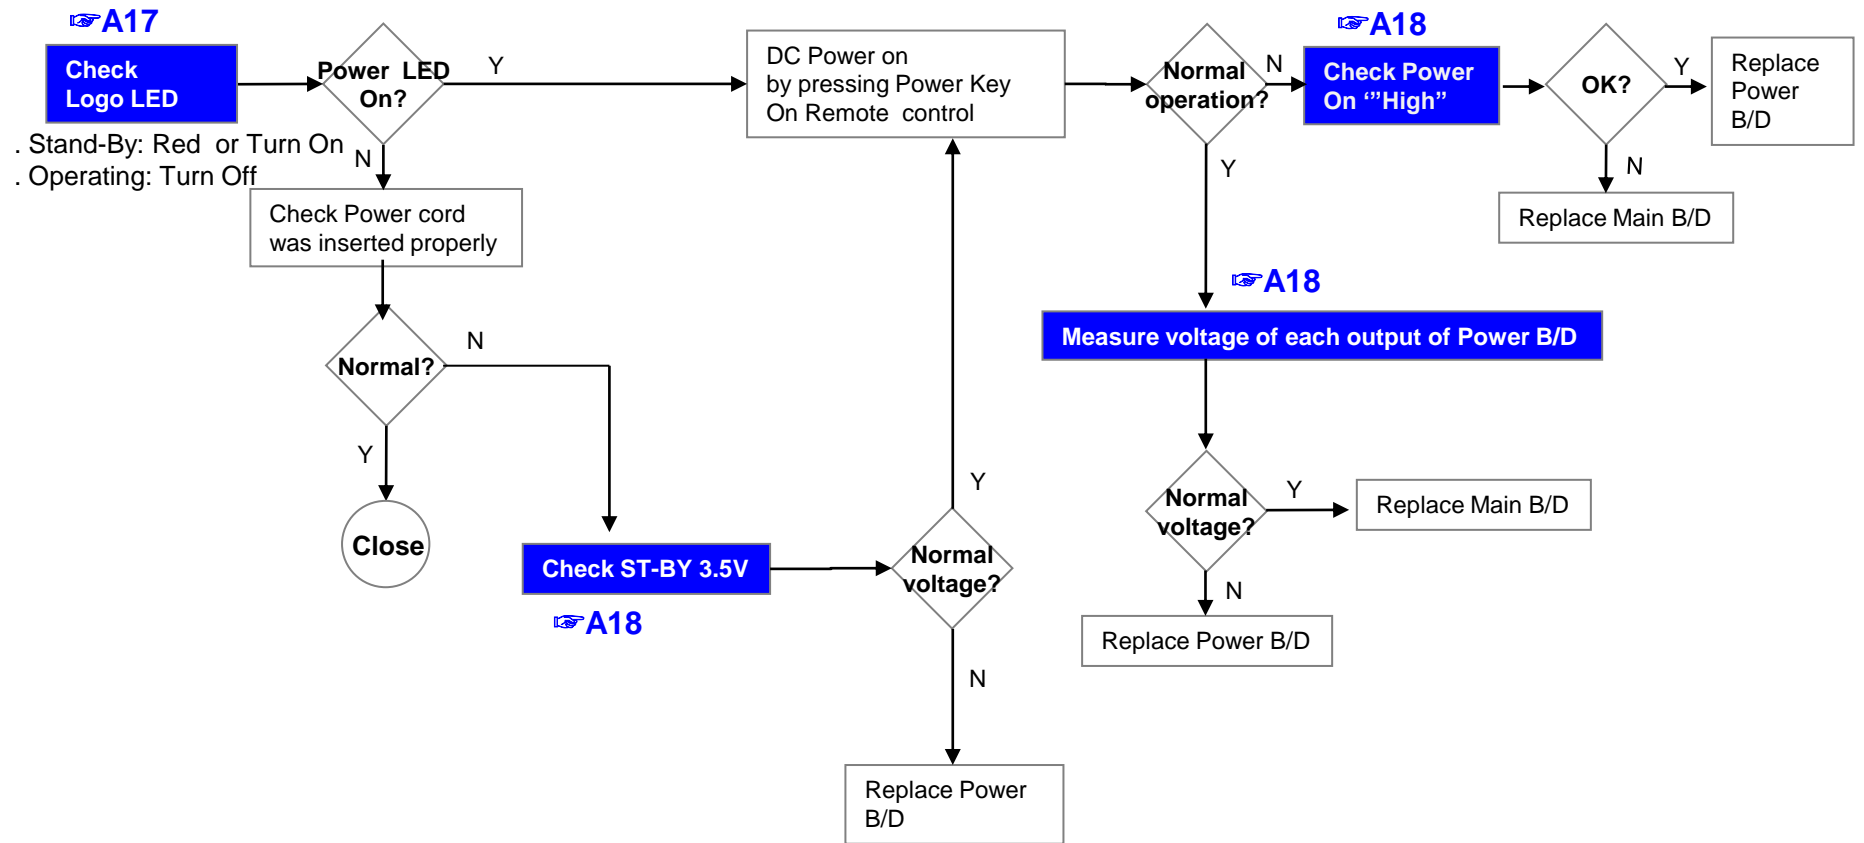 ☞A17
Check
Logo LED
. Stand-By: Red or Turn On
. Operating: Turn Off
Power LED
On?
Y
N
DC Power on
by pressing Power Key
On Remote control
Normal
operation?
N
Y
☞A18
Check Power
On ‘”High”
OK?
Y
N
Replace
Power
B/D
Replace Main B/D
Check Power cord
was inserted properly
Normal?
N
Y
Close
Check ST-BY 3.5V
☞A18
Normal
voltage?
Y
N
Replace Power
B/D
☞A18
Measure voltage of each output of Power B/D
Normal
voltage?
Y
N
Replace Main B/D
Replace Power B/D